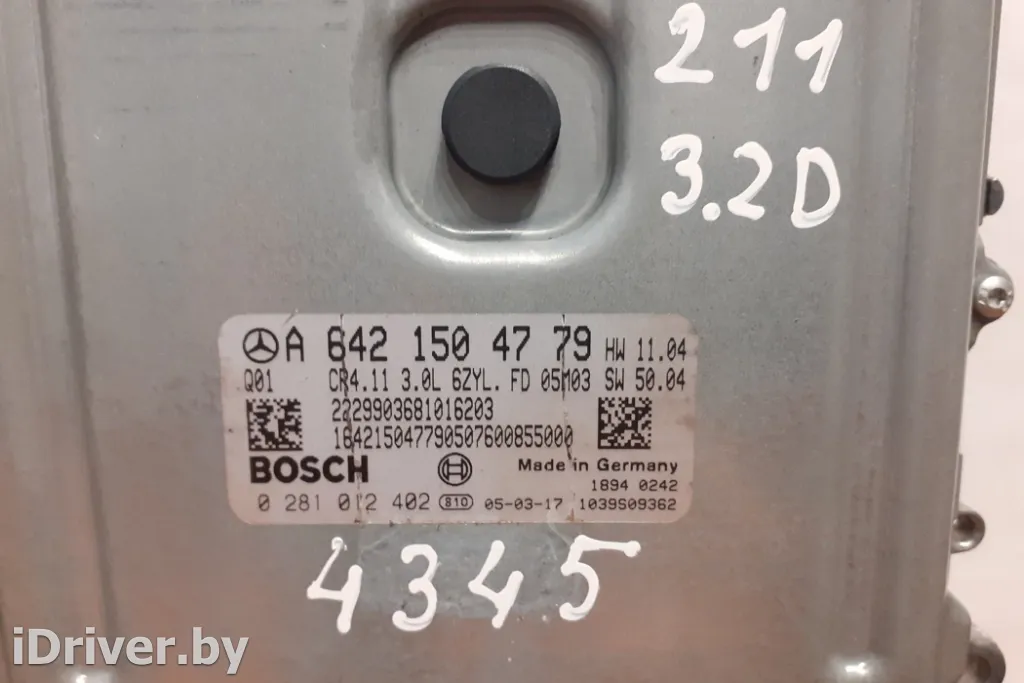 211
3.2D
A 642 150 47 79 HW 11.04
Q01 CR4.11 3.0L 6ZYL. FD 05M03 SW 50.04
2229903681016203
164215047790507600855000
BOSCH
Made in Germany
1894 0242
0 281 012 402 810 05-03-17 1039S09362
4345
iDriver.by